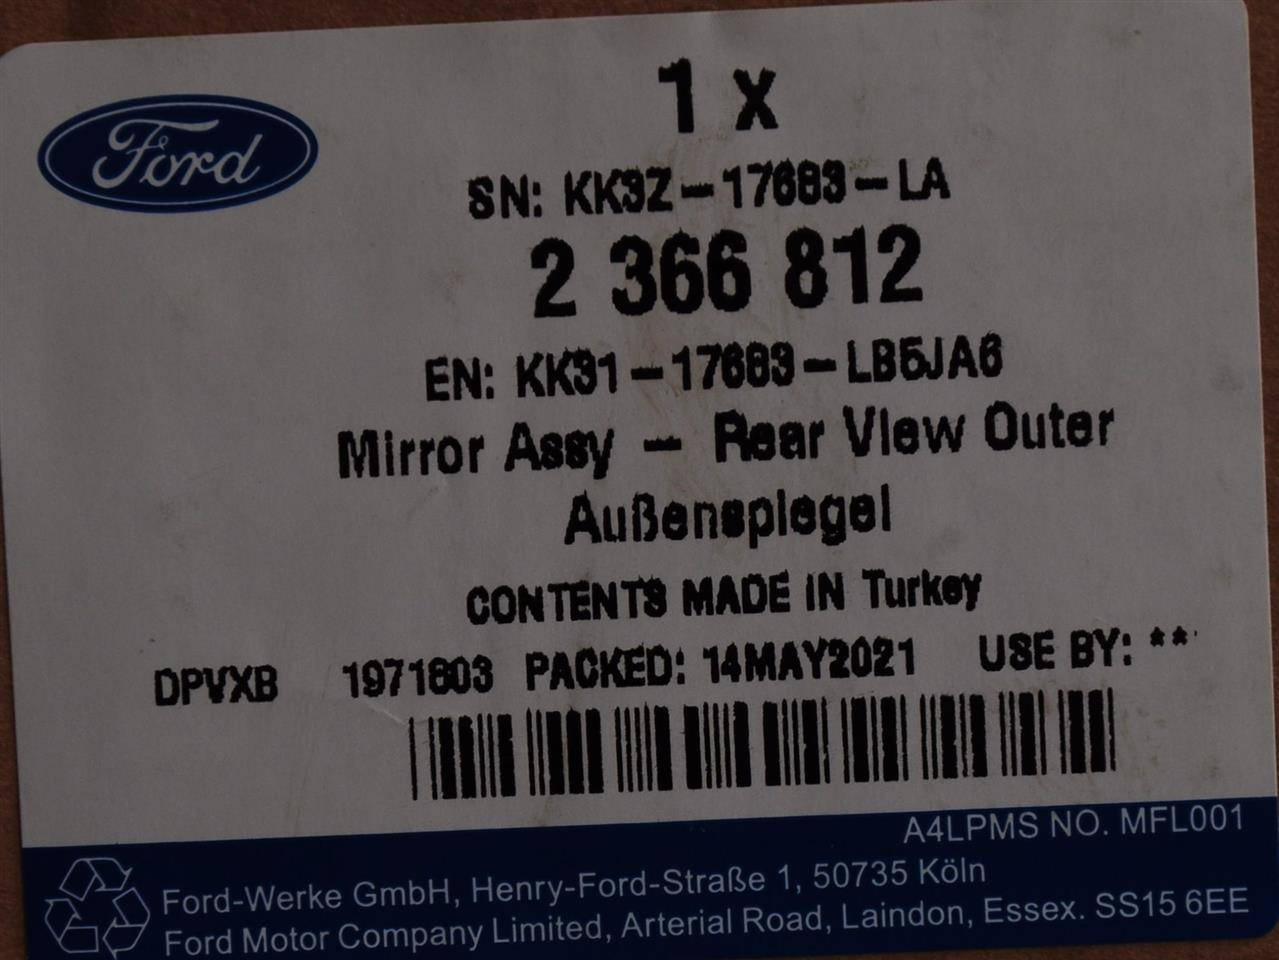 Ford
1 x
SN: KK3Z-17683-LA
2 366 812
EN: KK31-17683-LB5JA6
Mirror Assy - Rear View Outer
Außenspiegel
CONTENTS MADE IN Turkey
DPVXB 1971603 PACKED: 14MAY2021 USE BY: **
A4LPMS NO. MFL001
Ford-Werke GmbH, Henry-Ford-Straße 1, 50735 Köln
Ford Motor Company Limited, Arterial Road, Laindon, Essex. SS15 6EE